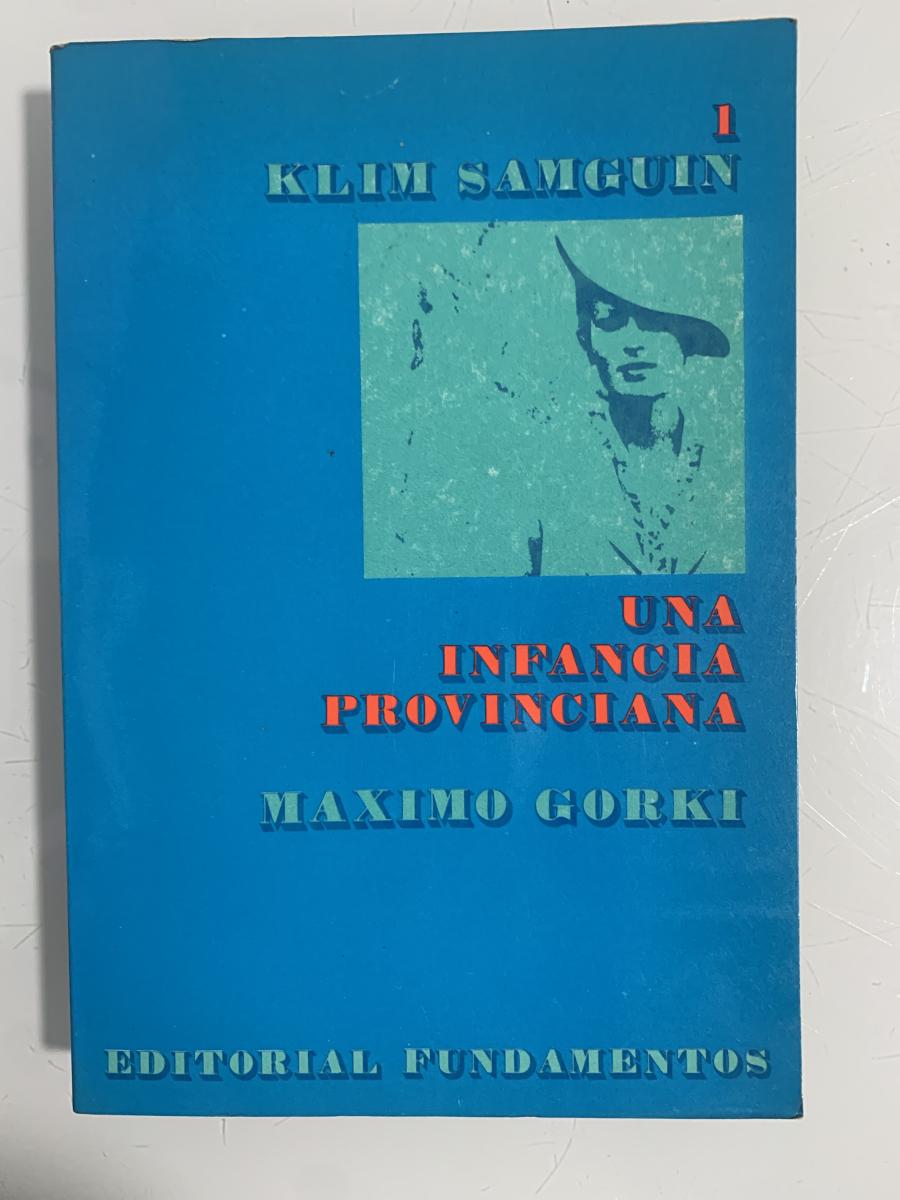 1
KLIM SAMGUIN
UNA
INFANCIA
PROVINCIANA
MAXIMO GORKI
EDITORIAL FUNDAMENTOS